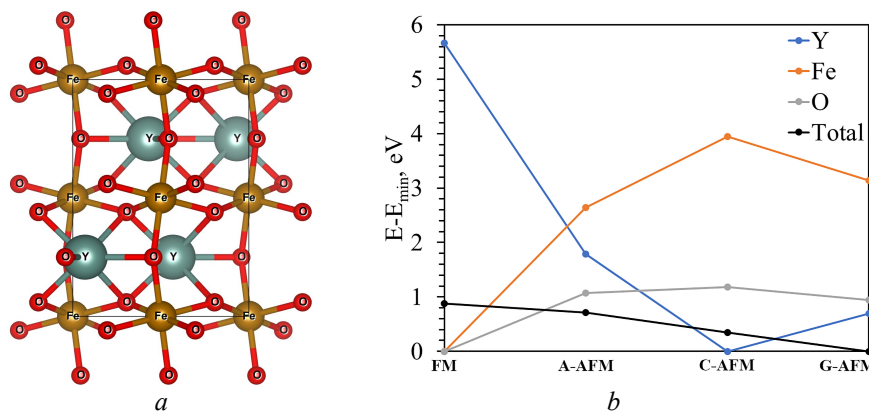 O O O
O O O O
Fe Fe Fe
O O O O
O Y O Y O
O O O O
Fe Fe Fe
O O O O
O Y O Y O
O O O O
Fe Fe Fe
O O O O
O O O
a
6
5
4
3
2
1
0
E-Emin, eV
Y
Fe
O
Total
FM A-AFM C-AFM G-AFM
b